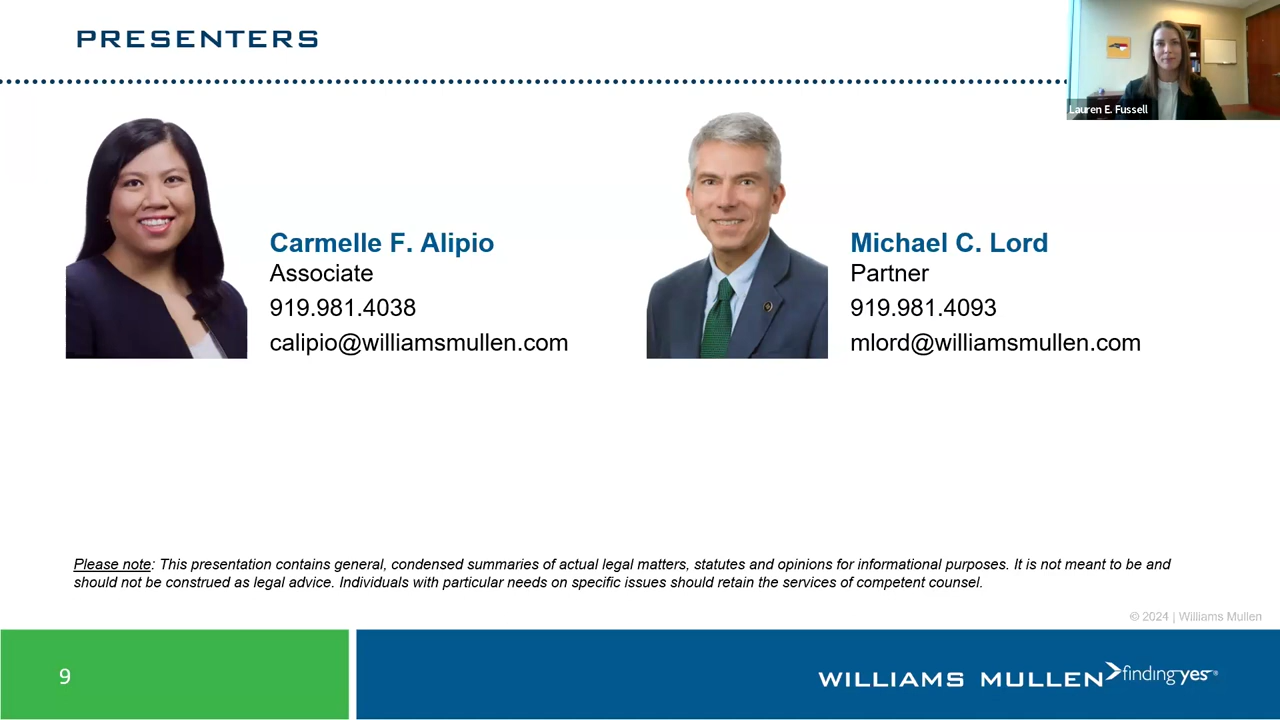 PRESENTERS
Lauren E. Fussell
Carmelle F. Alipio
Associate
919.981.4038
calipio@williamsmullen.com
Michael C. Lord
Partner
919.981.4093
mlord@williamsmullen.com
Please note: This presentation contains general, condensed summaries of actual legal matters, statutes and opinions for informational purposes. It is not meant to be and
should not be construed as legal advice. Individuals with particular needs on specific issues should retain the services of competent counsel.
© 2024 | Williams Mullen
9
WILLIAMS MULLEN finding yes®